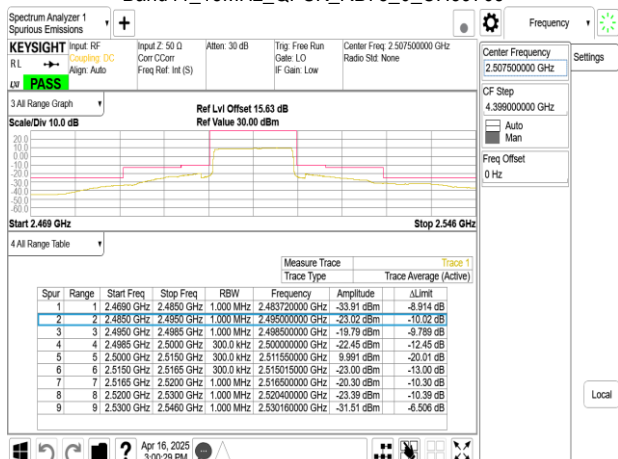 Spectrum Analyzer 1
Spurious Emissions
Frequency
KEYSIGHT
Input: RF
Coupling: DC
Align: Auto
Input Z: 50 Ω
Corr CCorr
Freq Ref: Int (S)
Atten: 30 dB
Trig: Free Run
Gate: LO
IF Gain: Low
Center Freq: 2.507500000 GHz
Radio Std: None
RL
LXI
PASS
Center Frequency
2.507500000 GHz
Settings
CF Step
4.399000000 MHz
Auto
Man
Freq Offset
0 Hz
3 All Range Graph
Scale/Div 10.0 dB
Ref Lvl Offset 15.63 dB
Ref Value 30.00 dBm
20.0
10.0
0.00
-10.0
-20.0
-30.0
-40.0
-50.0
-60.0
Start 2.469 GHz
Stop 2.546 GHz
4 All Range Table
Measure Trace Trace 1
Trace Type Trace Average (Active)
Spur Range Start Freq Stop Freq RBW Frequency Amplitude ΔLimit
1 1 2.4690 GHz 2.4850 GHz 1.000 MHz 2.483720000 GHz -33.91 dBm -8.914 dB
2 2 2.4850 GHz 2.4950 GHz 1.000 MHz 2.495000000 GHz -23.02 dBm -10.02 dB
3 3 2.4950 GHz 2.4985 GHz 1.000 MHz 2.498500000 GHz -19.79 dBm -9.789 dB
4 4 2.4985 GHz 2.5000 GHz 300.0 kHz 2.500000000 GHz -22.45 dBm -12.45 dB
5 5 2.5000 GHz 2.5150 GHz 300.0 kHz 2.511550000 GHz 9.991 dBm -20.01 dB
6 6 2.5150 GHz 2.5165 GHz 300.0 kHz 2.515015000 GHz -23.00 dBm -13.00 dB
7 7 2.5165 GHz 2.5200 GHz 1.000 MHz 2.516500000 GHz -20.30 dBm -10.30 dB
8 8 2.5200 GHz 2.5300 GHz 1.000 MHz 2.520400000 GHz -23.39 dBm -10.39 dB
9 9 2.5300 GHz 2.5460 GHz 1.000 MHz 2.530160000 GHz -31.51 dBm -6.506 dB
Local
Apr 16, 2025
3:00:29 PM